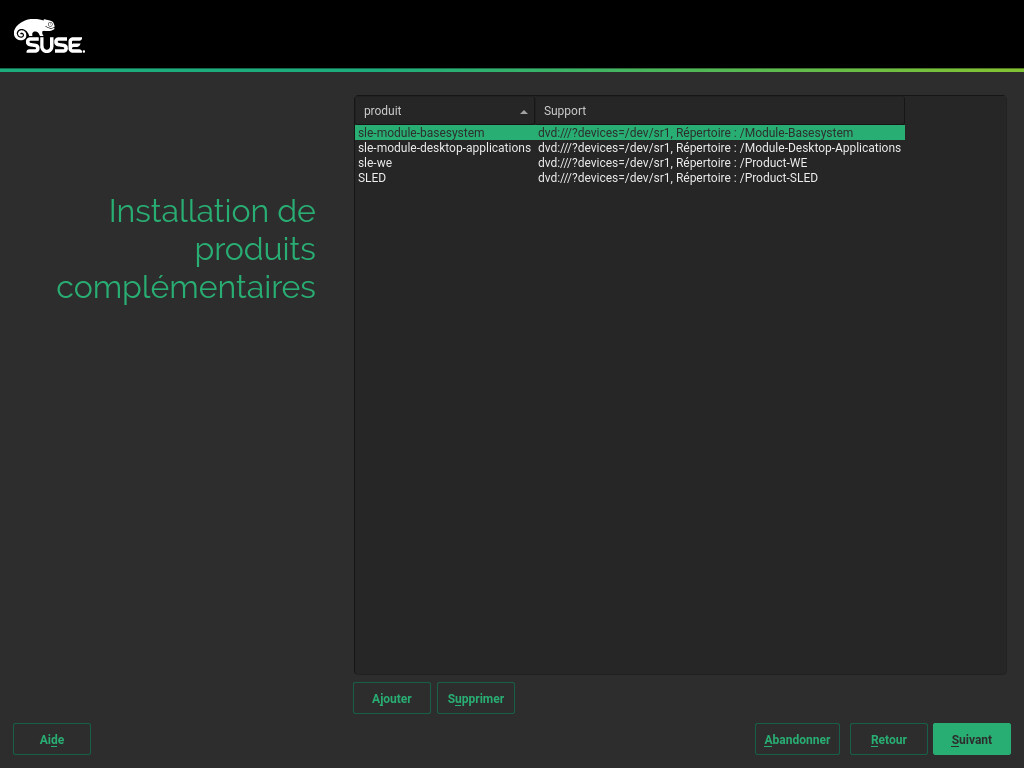 SUSE.
Installation de
produits
complémentaires
produit Support
sle-module-basesystem dvd:///?devices=/dev/sr1, Répertoire : /Module-Basesystem
sle-module-desktop-applications dvd:///?devices=/dev/sr1, Répertoire : /Module-Desktop-Applications
sle-we dvd:///?devices=/dev/sr1, Répertoire : /Product-WE
SLED dvd:///?devices=/dev/sr1, Répertoire : /Product-SLED
Ajouter Supprimer
Aide Abandonner Retour Suivant